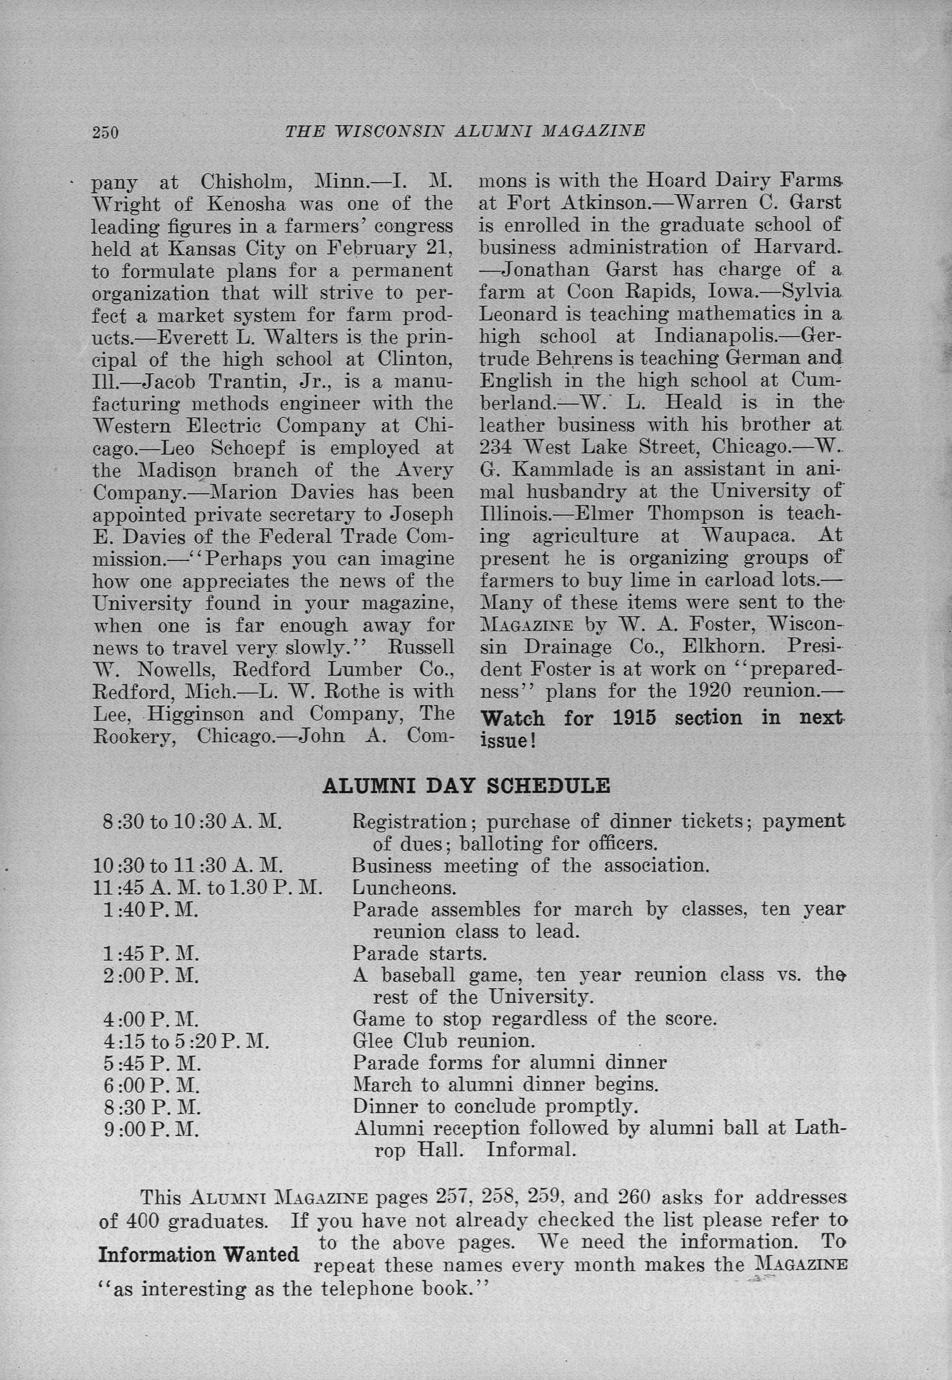 250
THE WISCONSIN ALUMNI MAGAZINE
pany at Chisholm, Minn.—I. M.
Wright of Kenosha was one of the
leading figures in a farmers' congress
held at Kansas City on February 21,
to formulate plans for a permanent
organization that will strive to per-
fect a market system for farm prod-
ucts.—Everett L. Walters is the prin-
cipal of the high school at Clinton,
Ill.—Jacob Trantin, Jr., is a manu-
facturing methods engineer with the
Western Electric Company at Chi-
cago.—Leo Schoepf is employed at
the Madison branch of the Avery
Company.—Marion Davies has been
appointed private secretary to Joseph
E. Davies of the Federal Trade Com-
mission.—"Perhaps you can imagine
how one appreciates the news of the
University found in your magazine,
when one is far enough away for
news to travel very slowly." Russell
W. Nowells, Redford Lumber Co.,
Redford, Mich.—L. W. Rothe is with
Lee, Higginson and Company, The
Rookery, Chicago.—John A. Com-
mons is with the Hoard Dairy Farms
at Fort Atkinson.—Warren C. Garst
is enrolled in the graduate school of
business administration of Harvard.
—Jonathan Garst has charge of a
farm at Coon Rapids, Iowa.—Sylvia
Leonard is teaching mathematics in a
high school at Indianapolis.—Ger-
trude Behrens is teaching German and
English in the high school at Cum-
berland.—W. L. Heald is in the
leather business with his brother at
234 West Lake Street, Chicago.—W.
G. Kammlade is an assistant in ani-
mal husbandry at the University of
Illinois.—Elmer Thompson is teach-
ing agriculture at Waupaca. At
present he is organizing groups of
farmers to buy lime in carload lots.—
Many of these items were sent to the
MAGAZINE by W. A. Foster, Wiscon-
sin Drainage Co., Elkhorn. Presi-
dent Foster is at work on "prepared-
ness" plans for the 1920 reunion.—
Watch for 1915 section in next
issue!
ALUMNI DAY SCHEDULE
8:30 to 10:30 A. M. Registration; purchase of dinner tickets; payment
of dues; balloting for officers.
10:30 to 11:30 A. M. Business meeting of the association.
11:45 A. M. to 1.30 P. M. Luncheons.
1:40 P. M. Parade assembles for march by classes, ten year
reunion class to lead.
1:45 P. M. Parade starts.
2:00 P. M. A baseball game, ten year reunion class vs. the
rest of the University.
4:00 P. M. Game to stop regardless of the score.
4:15 to 5:20 P. M. Glee Club reunion.
5:45 P. M. Parade forms for alumni dinner
6:00 P. M. March to alumni dinner begins.
8:30 P. M. Dinner to conclude promptly.
9:00 P. M. Alumni reception followed by alumni ball at Lath-
rop Hall. Informal.
This ALUMNI MAGAZINE pages 257, 258, 259, and 260 asks for addresses
of 400 graduates. If you have not already checked the list please refer to
Information Wanted
to the above pages. We need the information. To
repeat these names every month makes the MAGAZINE
"as interesting as the telephone book."